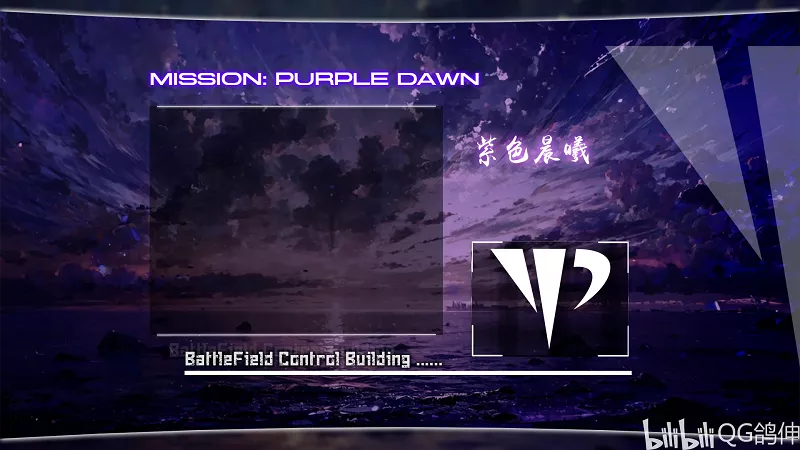 MISSION: PURPLE DAWN
紫色晨曦
BattleField Control Building ......
bilibili QG鸽伸